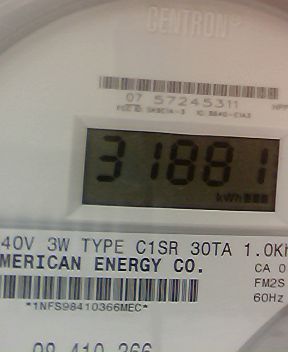 CENTRON®
07 57245311
31881
kWh
40V 3W TYPE C1SR 30TA 1.0K
MERICAN ENERGY CO.
CA 0
FM2S
60Hz
*1NFS98410366MEC*
98 410 366